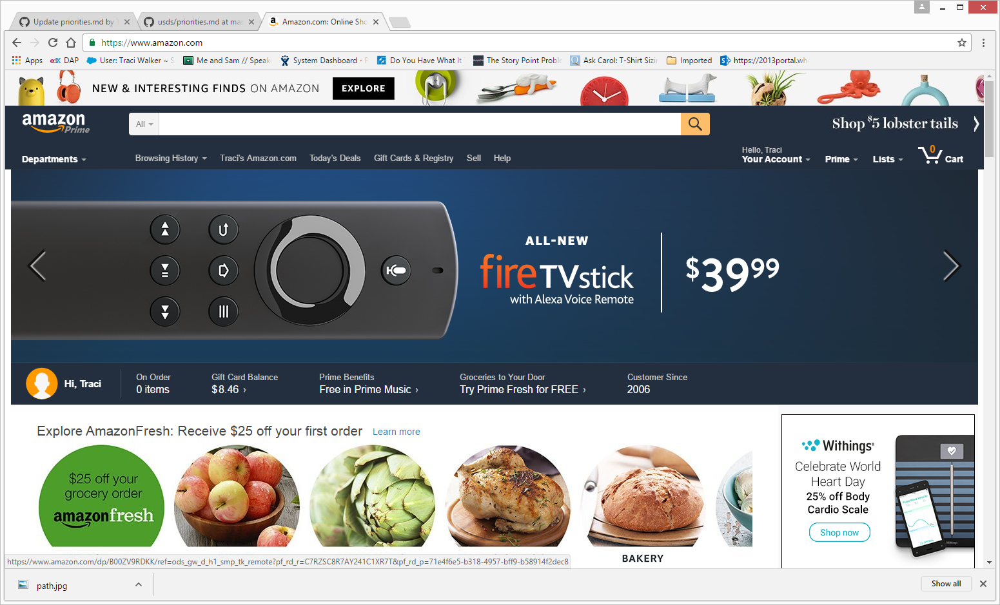 Update priorities.md by T
usds/priorities.md at mas
Amazon.com: Online Sho
https://www.amazon.com
Apps
edX DAP
User: Traci Walker ~ S
Me and Sam // Speak
System Dashboard - P
Do You Have What It
The Story Point Proble
Ask Carol: T-Shirt Sizin
Imported
https://2013portal.wh
NEW & INTERESTING FINDS ON AMAZON
EXPLORE
amazon Prime
All
Shop $5 lobster tails
Departments
Browsing History
Traci's Amazon.com
Today's Deals
Gift Cards & Registry
Sell
Help
Hello, Traci
Your Account
Prime
Lists
0
Cart
ALL-NEW
fireTVstick
with Alexa Voice Remote
$39.99
Hi, Traci
On Order
0 items
Gift Card Balance
$8.46 ›
Prime Benefits
Free in Prime Music ›
Groceries to Your Door
Try Prime Fresh for FREE ›
Customer Since
2006
Explore AmazonFresh: Receive $25 off your first order
Learn more
$25 off your
grocery order
amazonfresh
BAKERY
Withings
Celebrate World
Heart Day
25% off Body
Cardio Scale
Shop now
Withings
https://www.amazon.com/dp/B00ZV9RDKK/ref=ods_gw_d_h1_smp_tk_remote?pf_rd_r=C7RZSC8R7AY241C1XR7T&pf_rd_p=71e4f6e5-b318-4957-bff9-b58914f2dec8
path.jpg
Show all